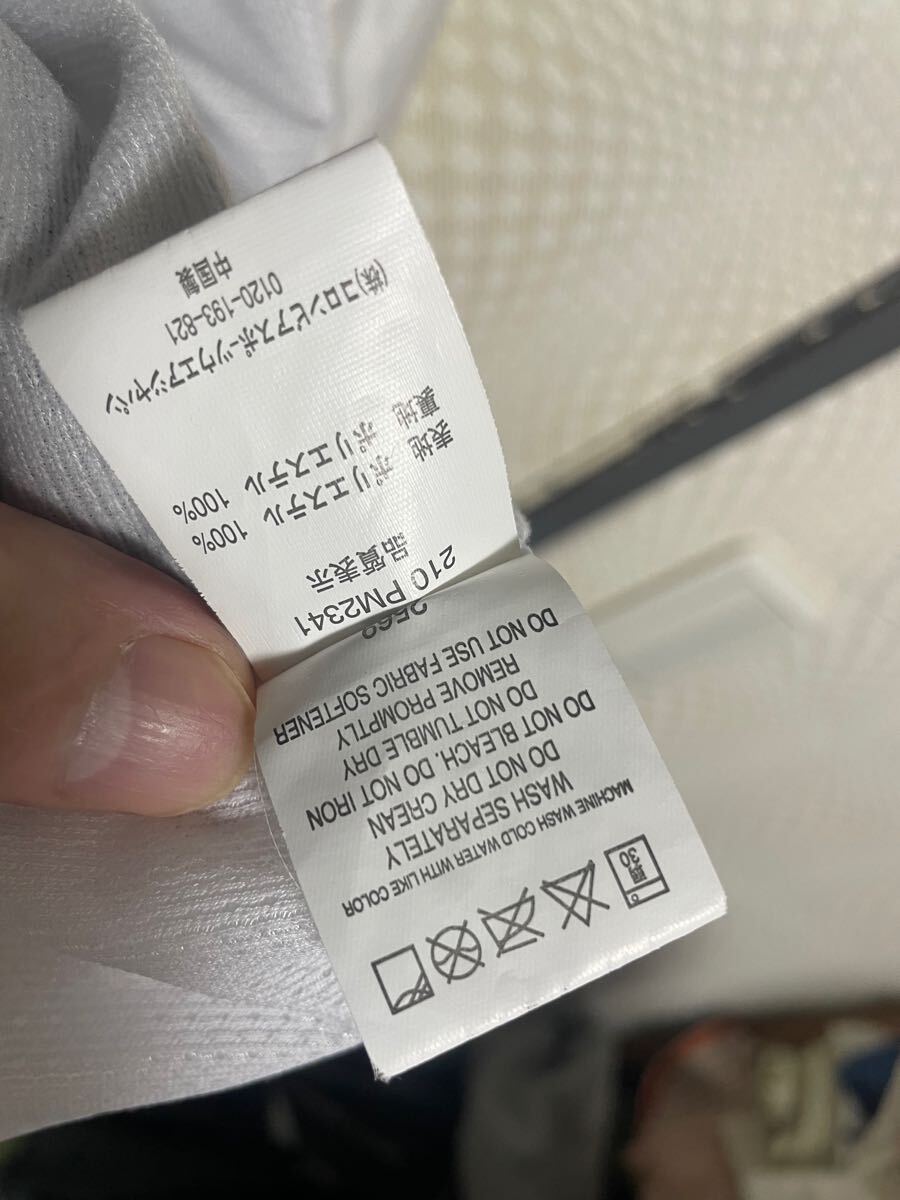 210 PM2341
品質表示
表地 ポリエステル 100%
裏地 ポリエステル 100%
(株)コロンビアスポーツウエアジャパン
0120-193-821
中国製
弱
30
MACHINE WASH COLD WATER WITH LIKE COLOR
WASH SEPARATELY
DO NOT DRY CREAN
DO NOT BLEACH. DO NOT IRON
DO NOT TUMBLE DRY
REMOVE PROMPTLY
DO NOT USE FABRIC SOFTENER